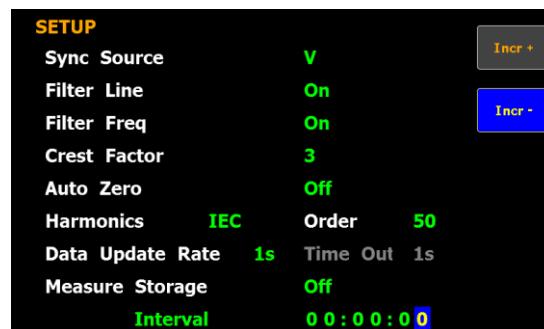 SETUP
Sync Source V
Incr +
Filter Line On
Incr -
Filter Freq On
Crest Factor 3
Auto Zero Off
Harmonics IEC Order 50
Data Update Rate 1s Time Out 1s
Measure Storage Off
Interval 00:00:00